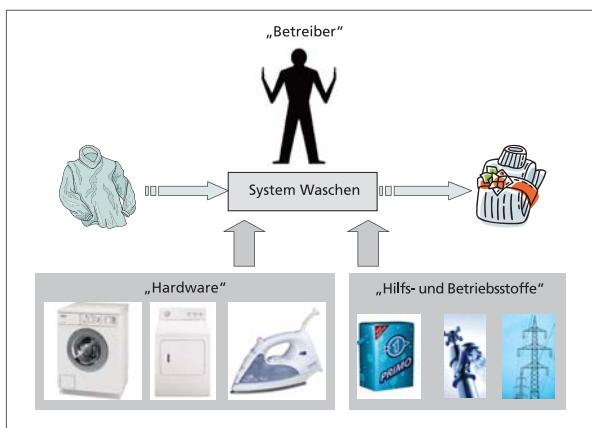 „Betreiber“
System Waschen
„Hardware“
„Hilfs- und Betriebsstoffe“
PRIMO